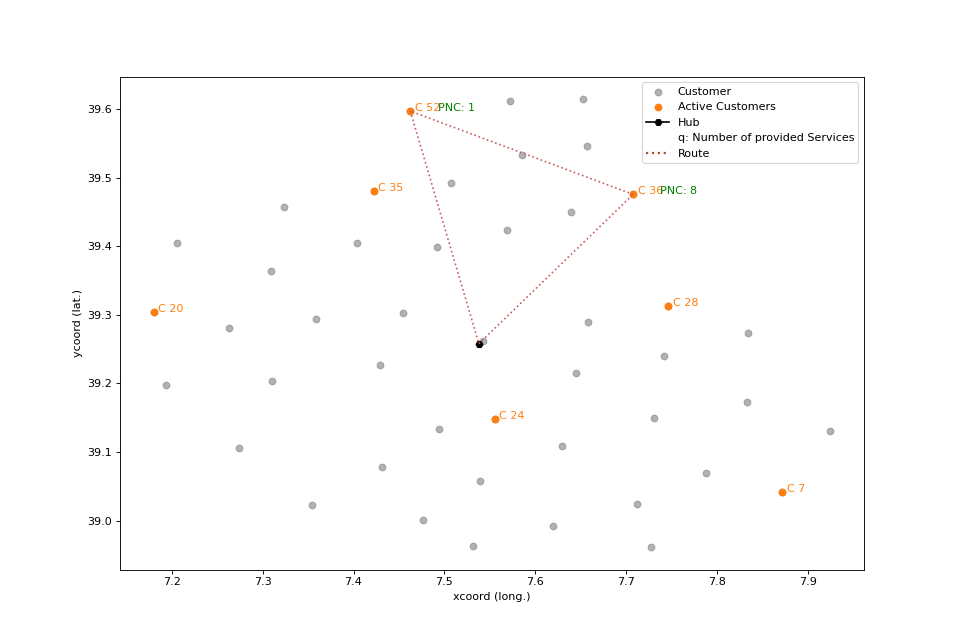 C 52 PNC: 1
Customer
Active Customers
Hub
q: Number of provided Services
Route
C 35
C 36 PNC: 8
C 20
C 28
C 24
C 7
39.6
39.5
39.4
39.3
39.2
39.1
39.0
ycoord (lat.)
7.2 7.3 7.4 7.5 7.6 7.7 7.8 7.9
xcoord (long.)